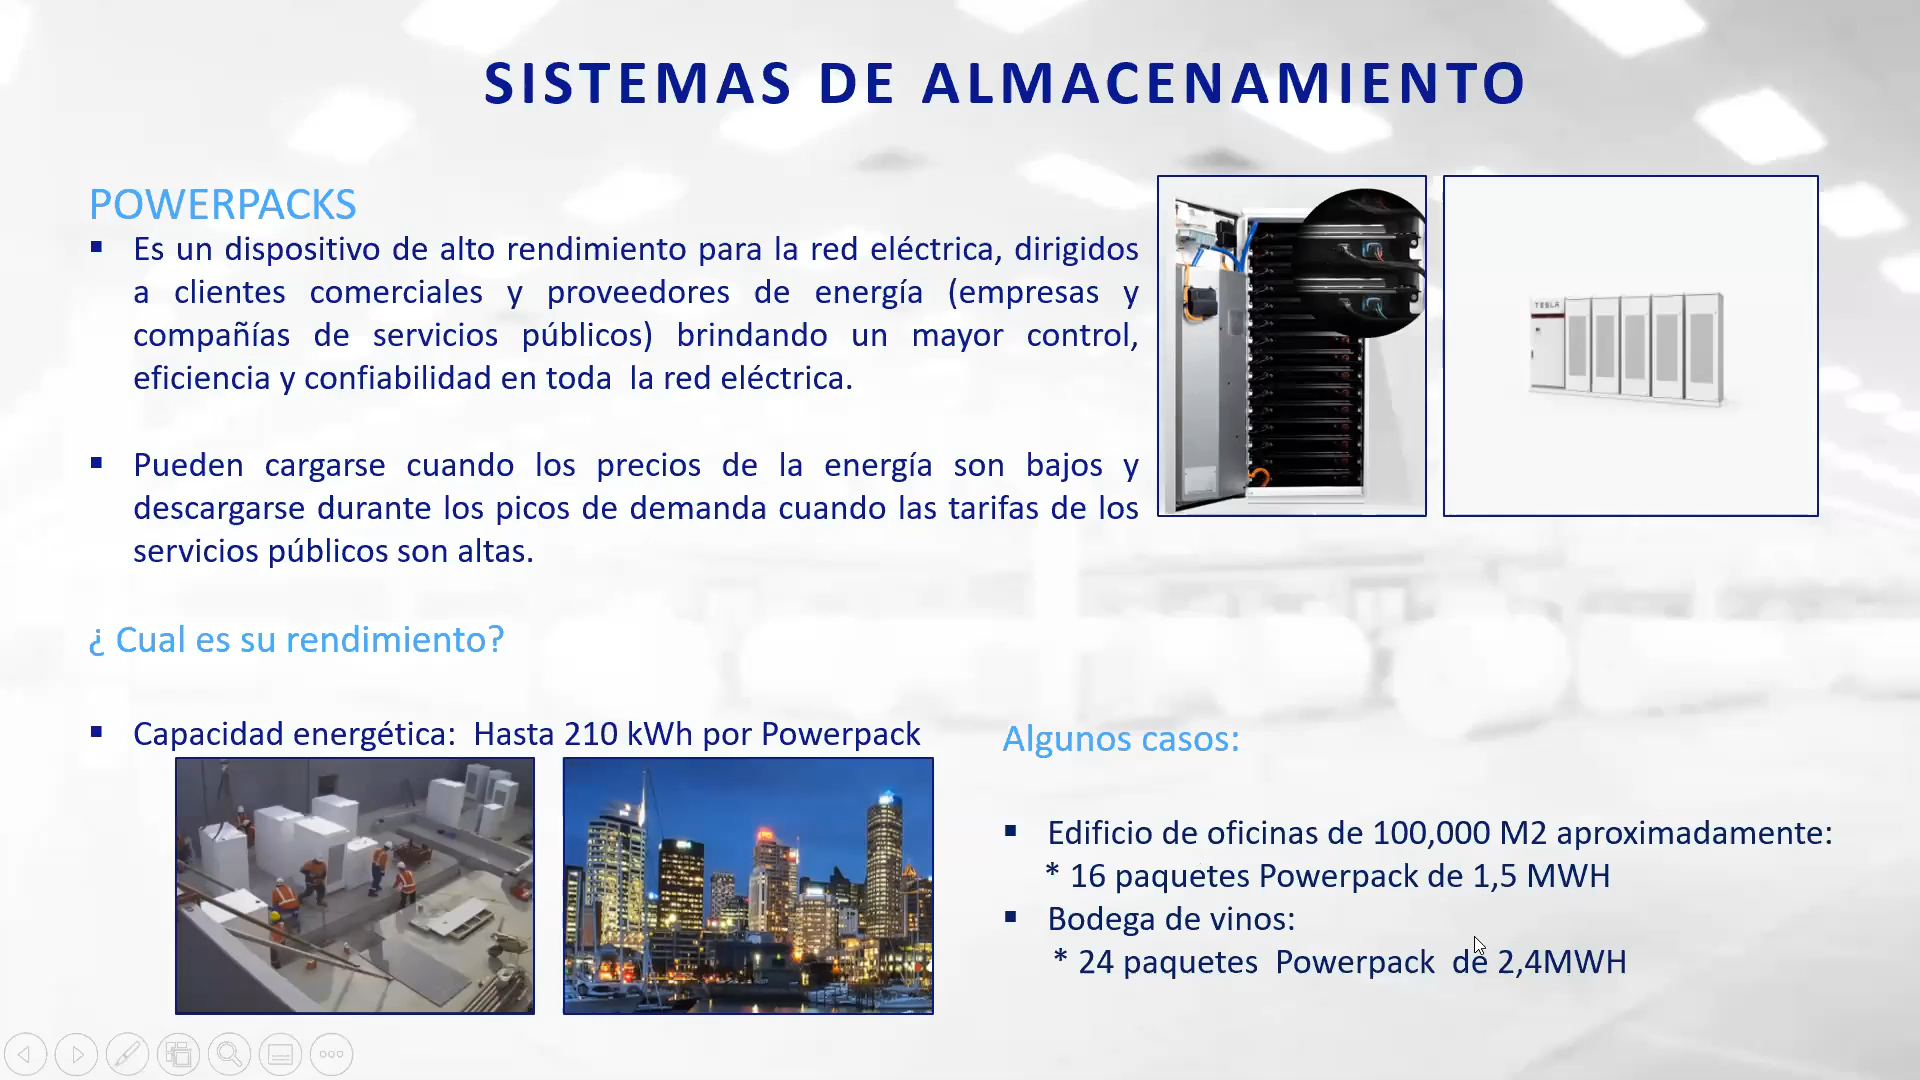 SISTEMAS DE ALMACENAMIENTO
POWERPACKS
▪ Es un dispositivo de alto rendimiento para la red eléctrica, dirigidos
a clientes comerciales y proveedores de energía (empresas y
compañías de servicios públicos) brindando un mayor control,
eficiencia y confiabilidad en toda la red eléctrica.
▪ Pueden cargarse cuando los precios de la energía son bajos y
descargarse durante los picos de demanda cuando las tarifas de los
servicios públicos son altas.
TESLA
¿ Cual es su rendimiento?
▪ Capacidad energética: Hasta 210 kWh por Powerpack
Algunos casos:
▪ Edificio de oficinas de 100,000 M2 aproximadamente:
* 16 paquetes Powerpack de 1,5 MWH
▪ Bodega de vinos:
* 24 paquetes Powerpack de 2,4MWH